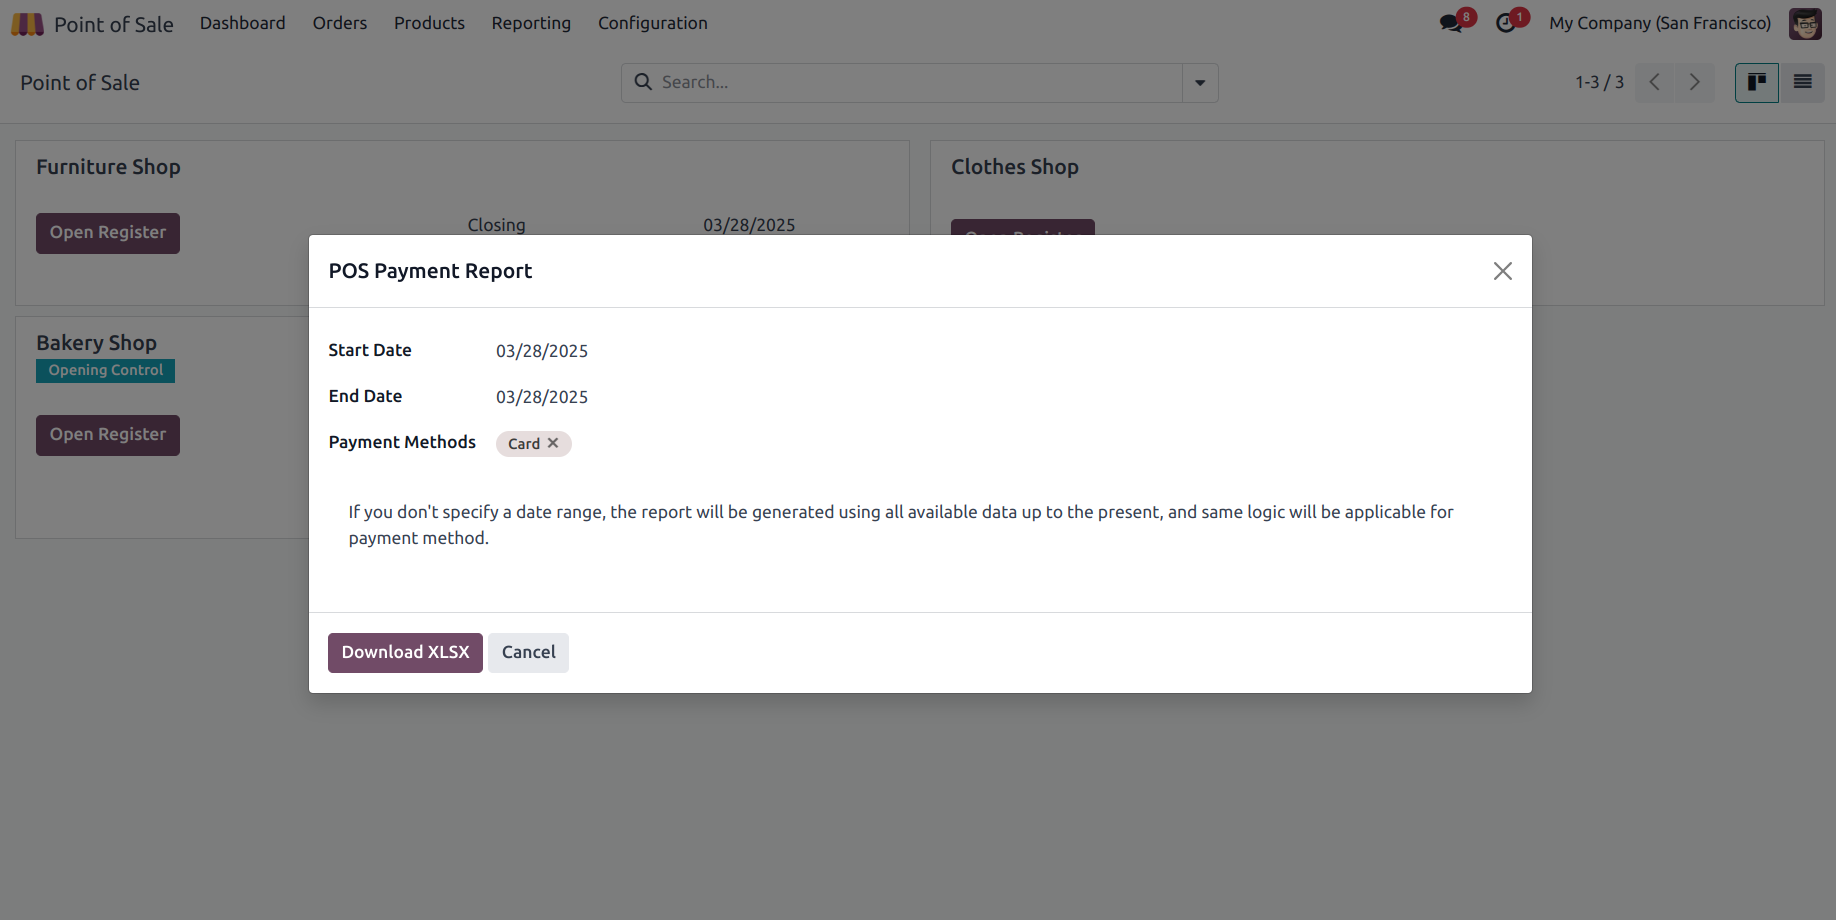 Point of Sale Dashboard Orders Products Reporting Configuration 8 1 My Company (San Francisco)
Point of Sale Search... 1-3 / 3
Furniture Shop Clothes Shop
Open Register Closing 03/28/2025
Open Register
POS Payment Report
Start Date 03/28/2025
Bakery Shop
Opening Control
End Date 03/28/2025
Open Register
Payment Methods Card
If you don't specify a date range, the report will be generated using all available data up to the present, and same logic will be applicable for
payment method.
Download XLSX Cancel